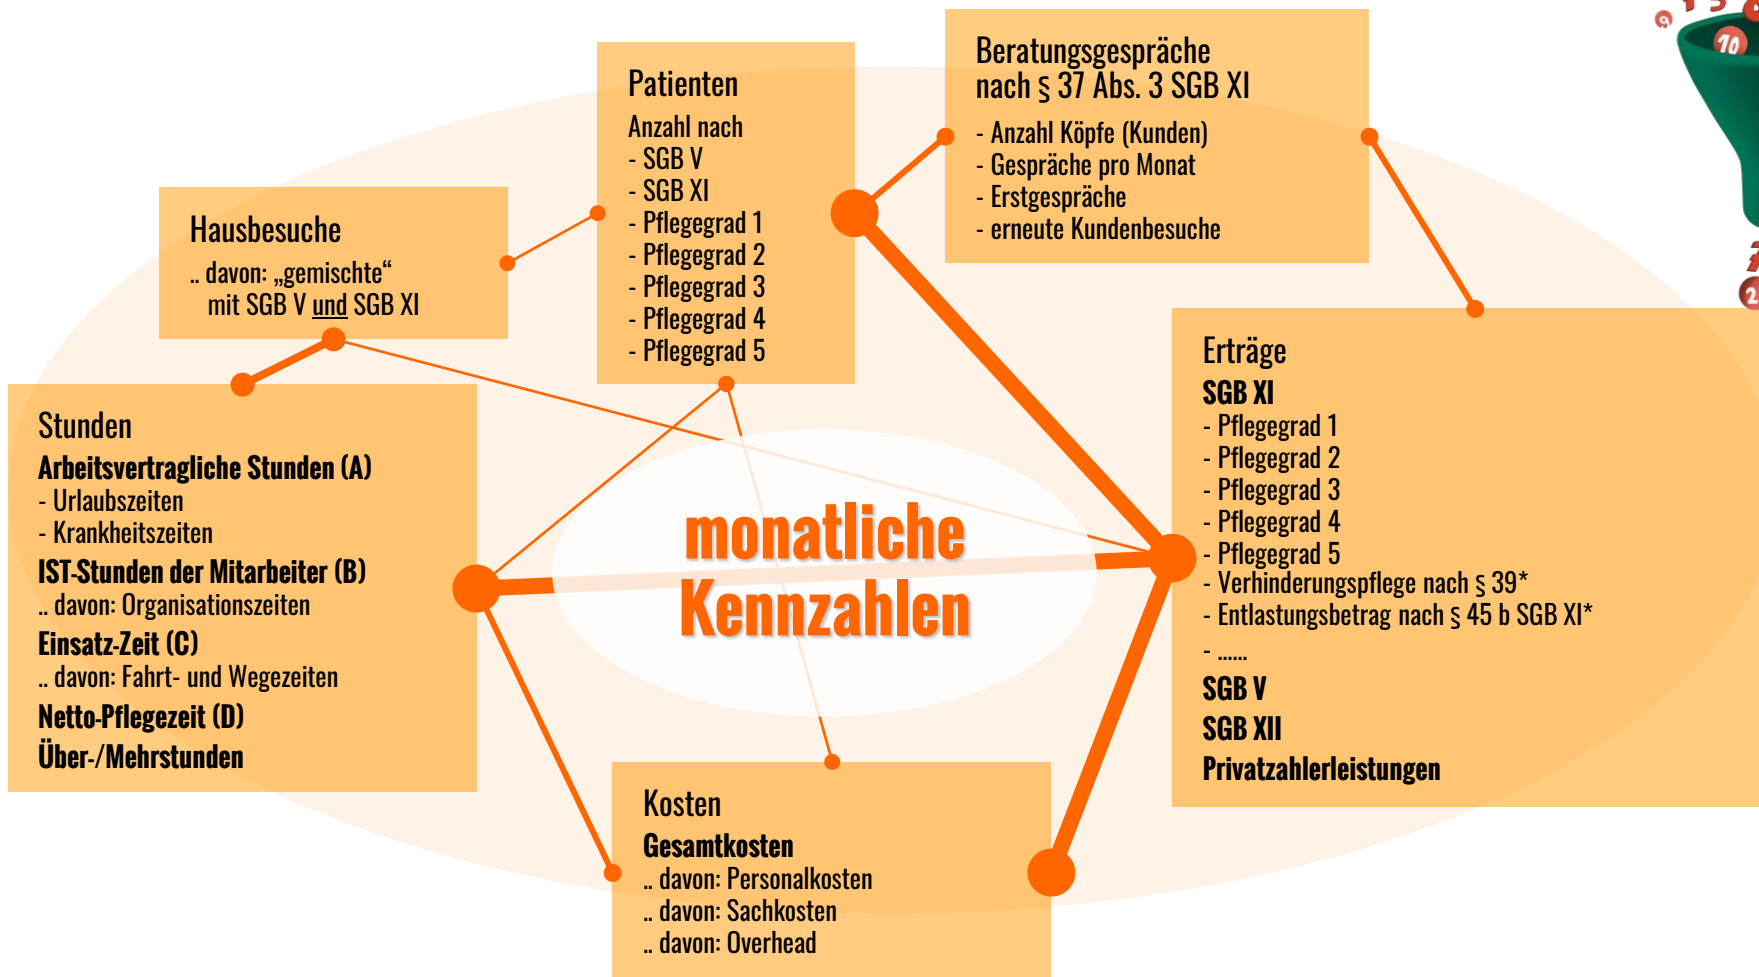 Patienten
Anzahl nach
- SGB V
- SGB XI
- Pflegegrad 1
- Pflegegrad 2
- Pflegegrad 3
- Pflegegrad 4
- Pflegegrad 5
Beratungsgespräche
nach § 37 Abs. 3 SGB XI
- Anzahl Köpfe (Kunden)
- Gespräche pro Monat
- Erstgespräche
- erneute Kundenbesuche
10
Hausbesuche
.. davon: „gemischte“
mit SGB V und SGB XI
Stunden
Arbeitsvertragliche Stunden (A)
- Urlaubszeiten
- Krankheitszeiten
IST-Stunden der Mitarbeiter (B)
.. davon: Organisationszeiten
Einsatz-Zeit (C)
.. davon: Fahrt- und Wegezeiten
Netto-Pflegezeit (D)
Über-/Mehrstunden
monatliche
Kennzahlen
Erträge
SGB XI
- Pflegegrad 1
- Pflegegrad 2
- Pflegegrad 3
- Pflegegrad 4
- Pflegegrad 5
- Verhinderungspflege nach § 39*
- Entlastungsbetrag nach § 45 b SGB XI*
- ......
SGB V
SGB XII
Privatzahlerleistungen
Kosten
Gesamtkosten
.. davon: Personalkosten
.. davon: Sachkosten
.. davon: Overhead